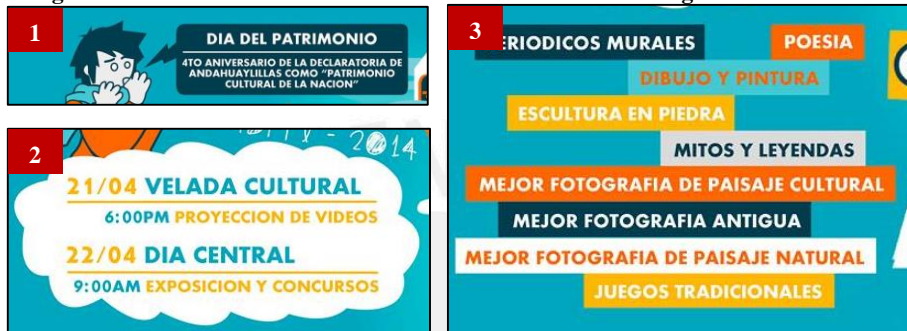 1
DIA DEL PATRIMONIO
4TO ANIVERSARIO DE LA DECLARATORIA DE
ANDAHUAYLILLAS COMO "PATRIMONIO
CULTURAL DE LA NACION"
2
2014
21/04 VELADA CULTURAL
6:00PM PROYECCION DE VIDEOS
22/04 DIA CENTRAL
9:00AM EXPOSICION Y CONCURSOS
3
ERIODICOS MURALES
POESIA
DIBUJO Y PINTURA
ESCULTURA EN PIEDRA
MITOS Y LEYENDAS
MEJOR FOTOGRAFIA DE PAISAJE CULTURAL
MEJOR FOTOGRAFIA ANTIGUA
MEJOR FOTOGRAFIA DE PAISAJE NATURAL
JUEGOS TRADICIONALES